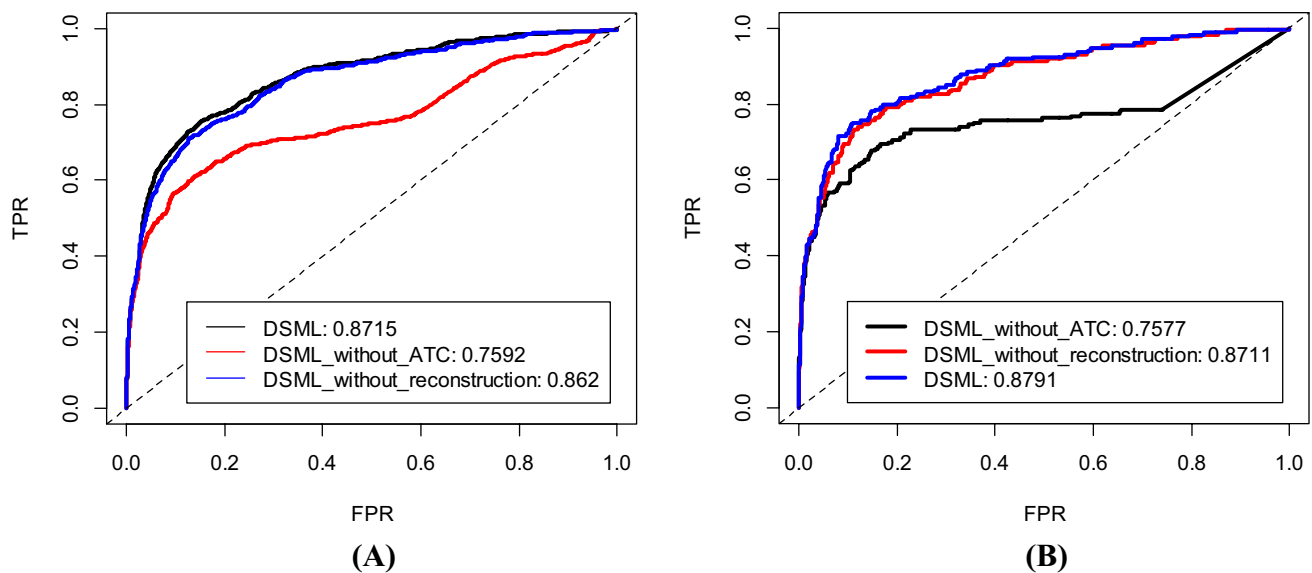 1.0
0.8
0.6
0.4
0.2
0.0
TPR
DSML: 0.8715
DSML_without_ATC: 0.7592
DSML_without_reconstruction: 0.862
0.0 0.2 0.4 0.6 0.8 1.0
FPR
(A)
1.0
0.8
0.6
0.4
0.2
0.0
TPR
DSML_without_ATC: 0.7577
DSML_without_reconstruction: 0.8711
DSML: 0.8791
0.0 0.2 0.4 0.6 0.8 1.0
FPR
(B)